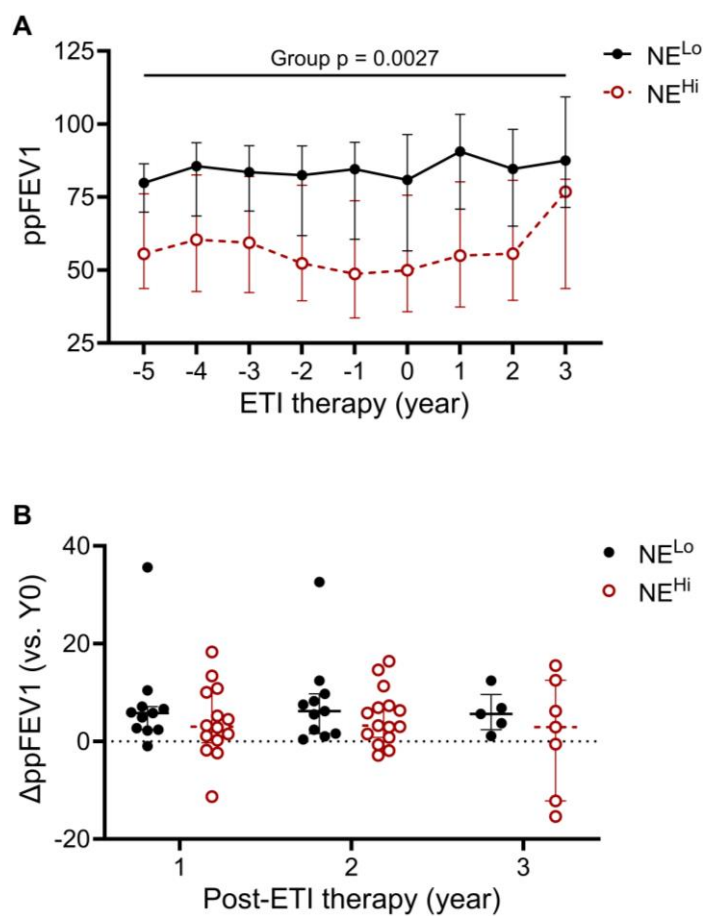 A
125
Group p = 0.0027
NE^Lo
NE^Hi
100
ppFEV1
75
50
25
-5 -4 -3 -2 -1 0 1 2 3
ETI therapy (year)
B
40
NE^Lo
NE^Hi
ΔppFEV1 (vs. Y0)
20
0
-20
1 2 3
Post-ETI therapy (year)